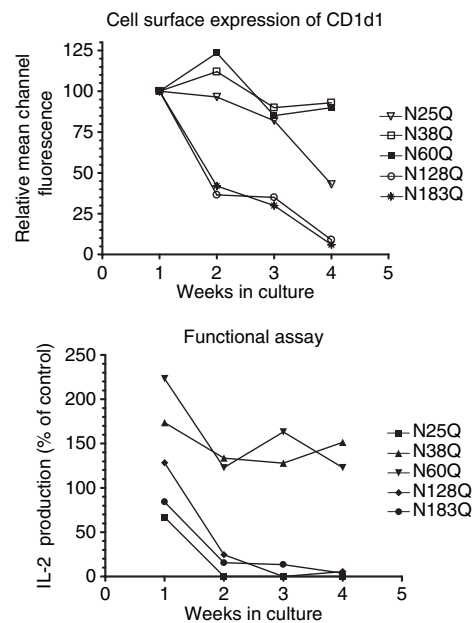 Cell surface expression of CD1d1
Relative mean channel
fluorescence
125
100
75
50
25
0
0 1 2 3 4 5
Weeks in culture
N25Q
N38Q
N60Q
N128Q
N183Q
Functional assay
IL-2 production (% of control)
250
200
150
100
50
0
0 1 2 3 4 5
Weeks in culture
N25Q
N38Q
N60Q
N128Q
N183Q